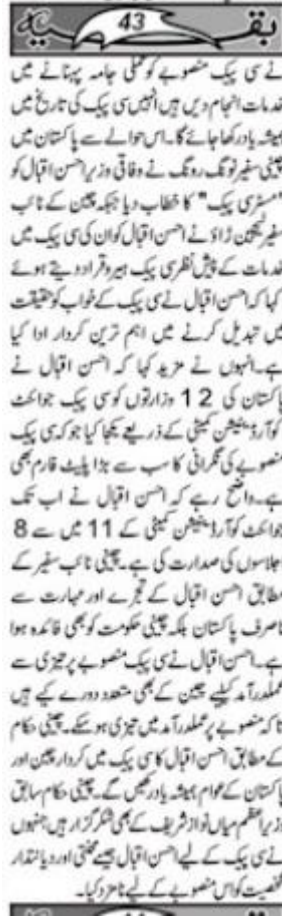 بقیہ 43
نے سی پیک منصوبے کو عملی جامہ پہنانے میں
خدمات انجام دیں ہیں انہیں سی پیک کی تاریخ میں
ہمیشہ یاد رکھا جائے گا۔ اس حوالے سے پاکستان میں
چینی سفیر نونگ رونگ نے وفاقی وزیر احسن اقبال کو
"مسٹر سی پیک" کا خطاب دیا جبکہ چین کے نائب
سفیر لیجین ژاؤ نے احسن اقبال کو ان کی سی پیک میں
خدمات کے پیش نظر سی پیک ہیرو قرار دیتے ہوئے
کہا کہ احسن اقبال نے سی پیک کے خواب کو حقیقت
میں تبدیل کرنے میں اہم ترین کردار ادا کیا
ہے۔ انہوں نے مزید کہا کہ احسن اقبال نے
پاکستان کی 12 وزارتوں کو سی پیک جوائنٹ
کوآرڈینیشن کمیٹی کے ذریعے یکجا کیا جو کہ سی پیک
منصوبے کی نگرانی کا سب سے بڑا پلیٹ فارم بھی
ہے۔ واضح رہے کہ احسن اقبال نے اب تک
جوائنٹ کوآرڈینیشن کمیٹی کے 11 میں سے 8
اجلاسوں کی صدارت کی ہے۔ چینی نائب سفیر کے
مطابق احسن اقبال کے تجربے اور مہارت سے
ناصرف پاکستان بلکہ چینی حکومت کو بھی فائدہ ہوا
ہے۔ احسن اقبال نے سی پیک منصوبے پر تیزی سے
عملدرآمد کیلیے چین کے بھی متعدد دورے کیے ہیں
تاکہ منصوبے پر عملدرآمد میں تیزی ہو سکے۔ چینی حکام
کے مطابق احسن اقبال کا سی پیک میں کردار چین اور
پاکستان کے عوام ہمیشہ یاد رکھیں گے۔ چینی حکام سابق
وزیراعظم میاں نواز شریف کے بھی شکر گزار ہیں جنہوں
نے سی پیک کے لیے احسن اقبال جیسے محنتی اور دیانتدار
شخصیت کو اس منصوبے کے لیے نامزد کیا۔